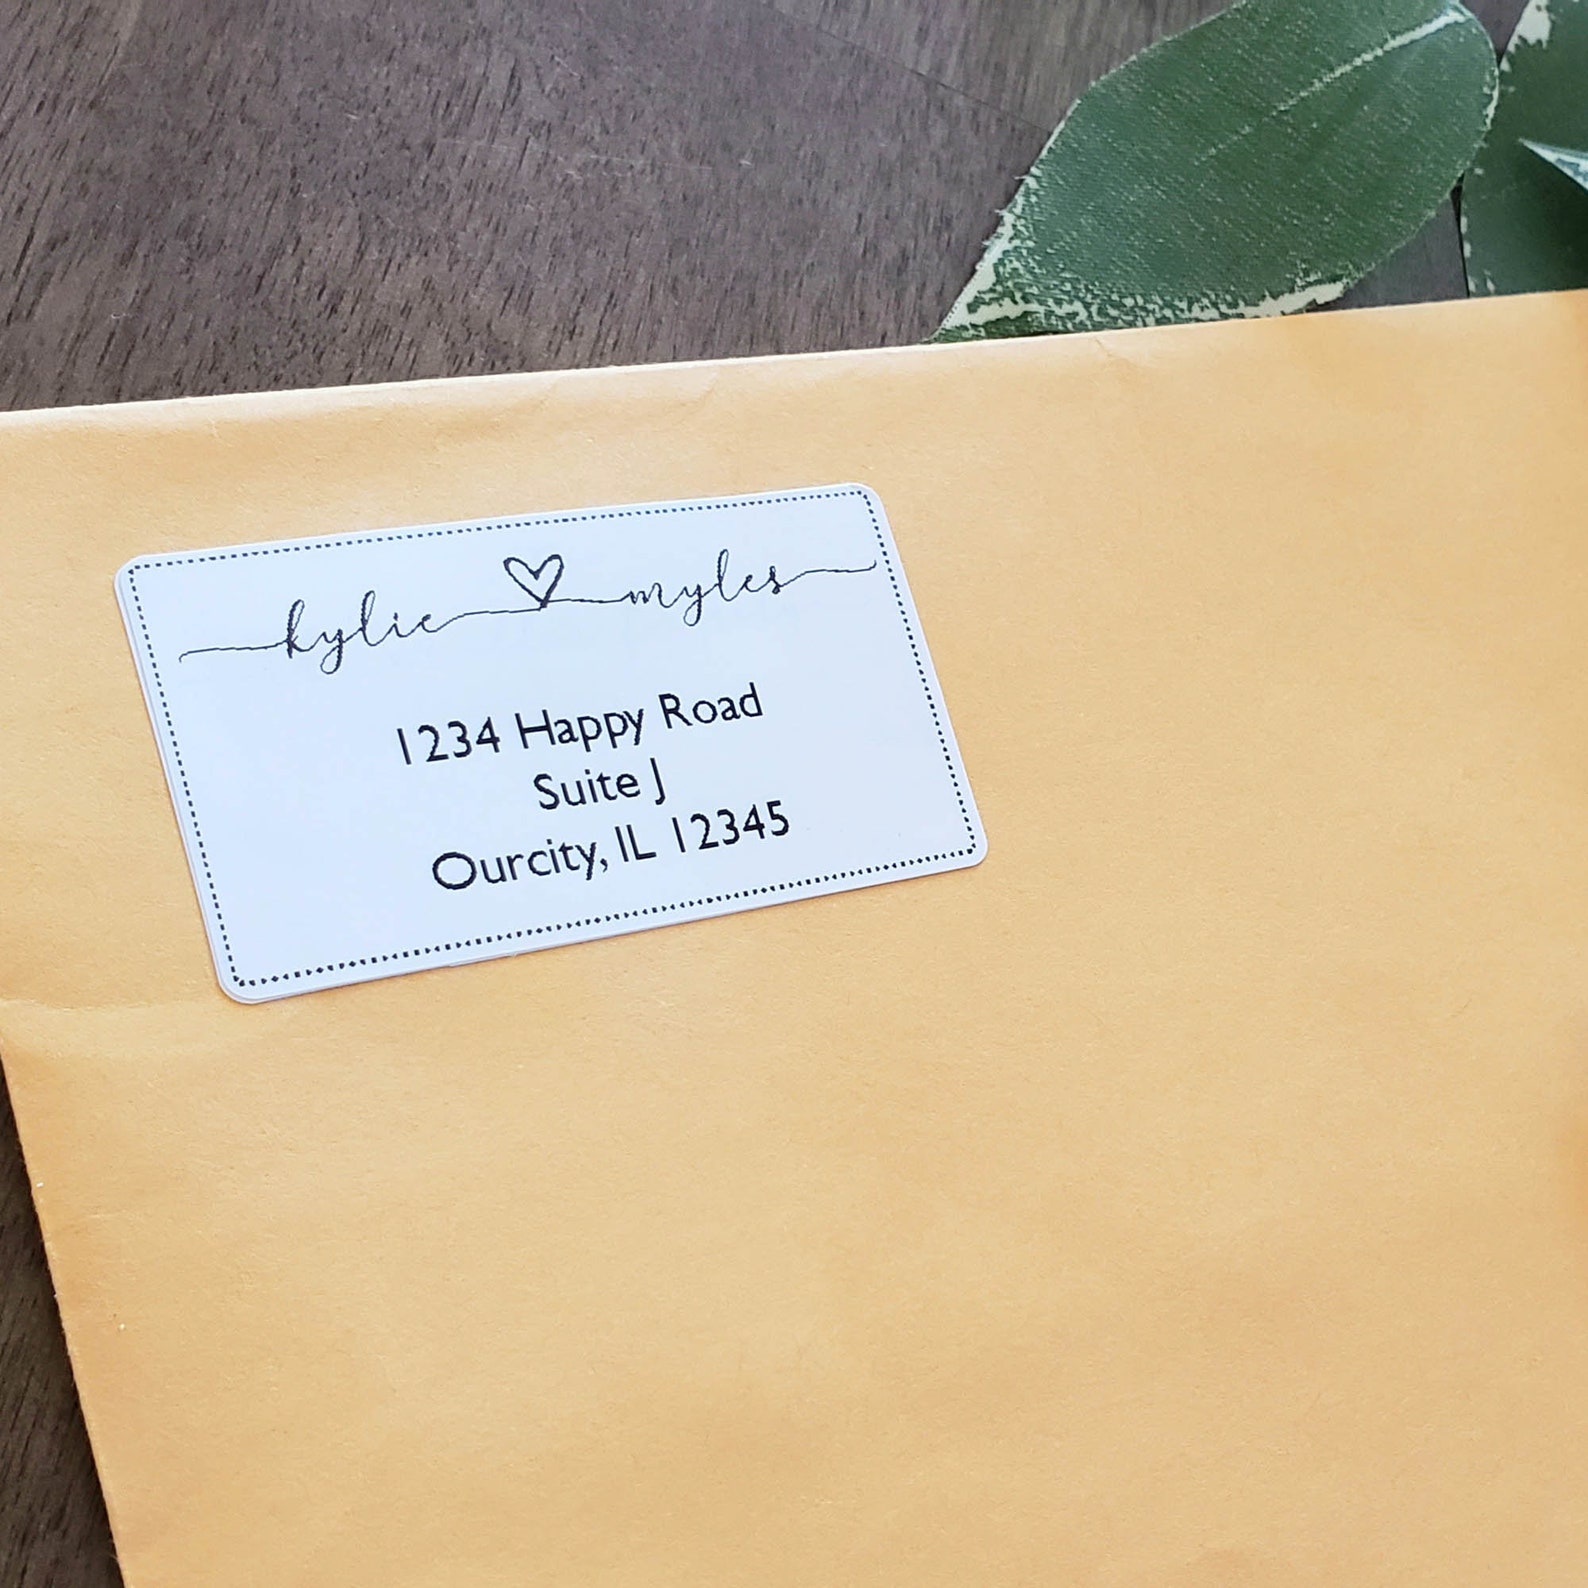 kylie myles
1234 Happy Road
Suite J
Ourcity, IL 12345